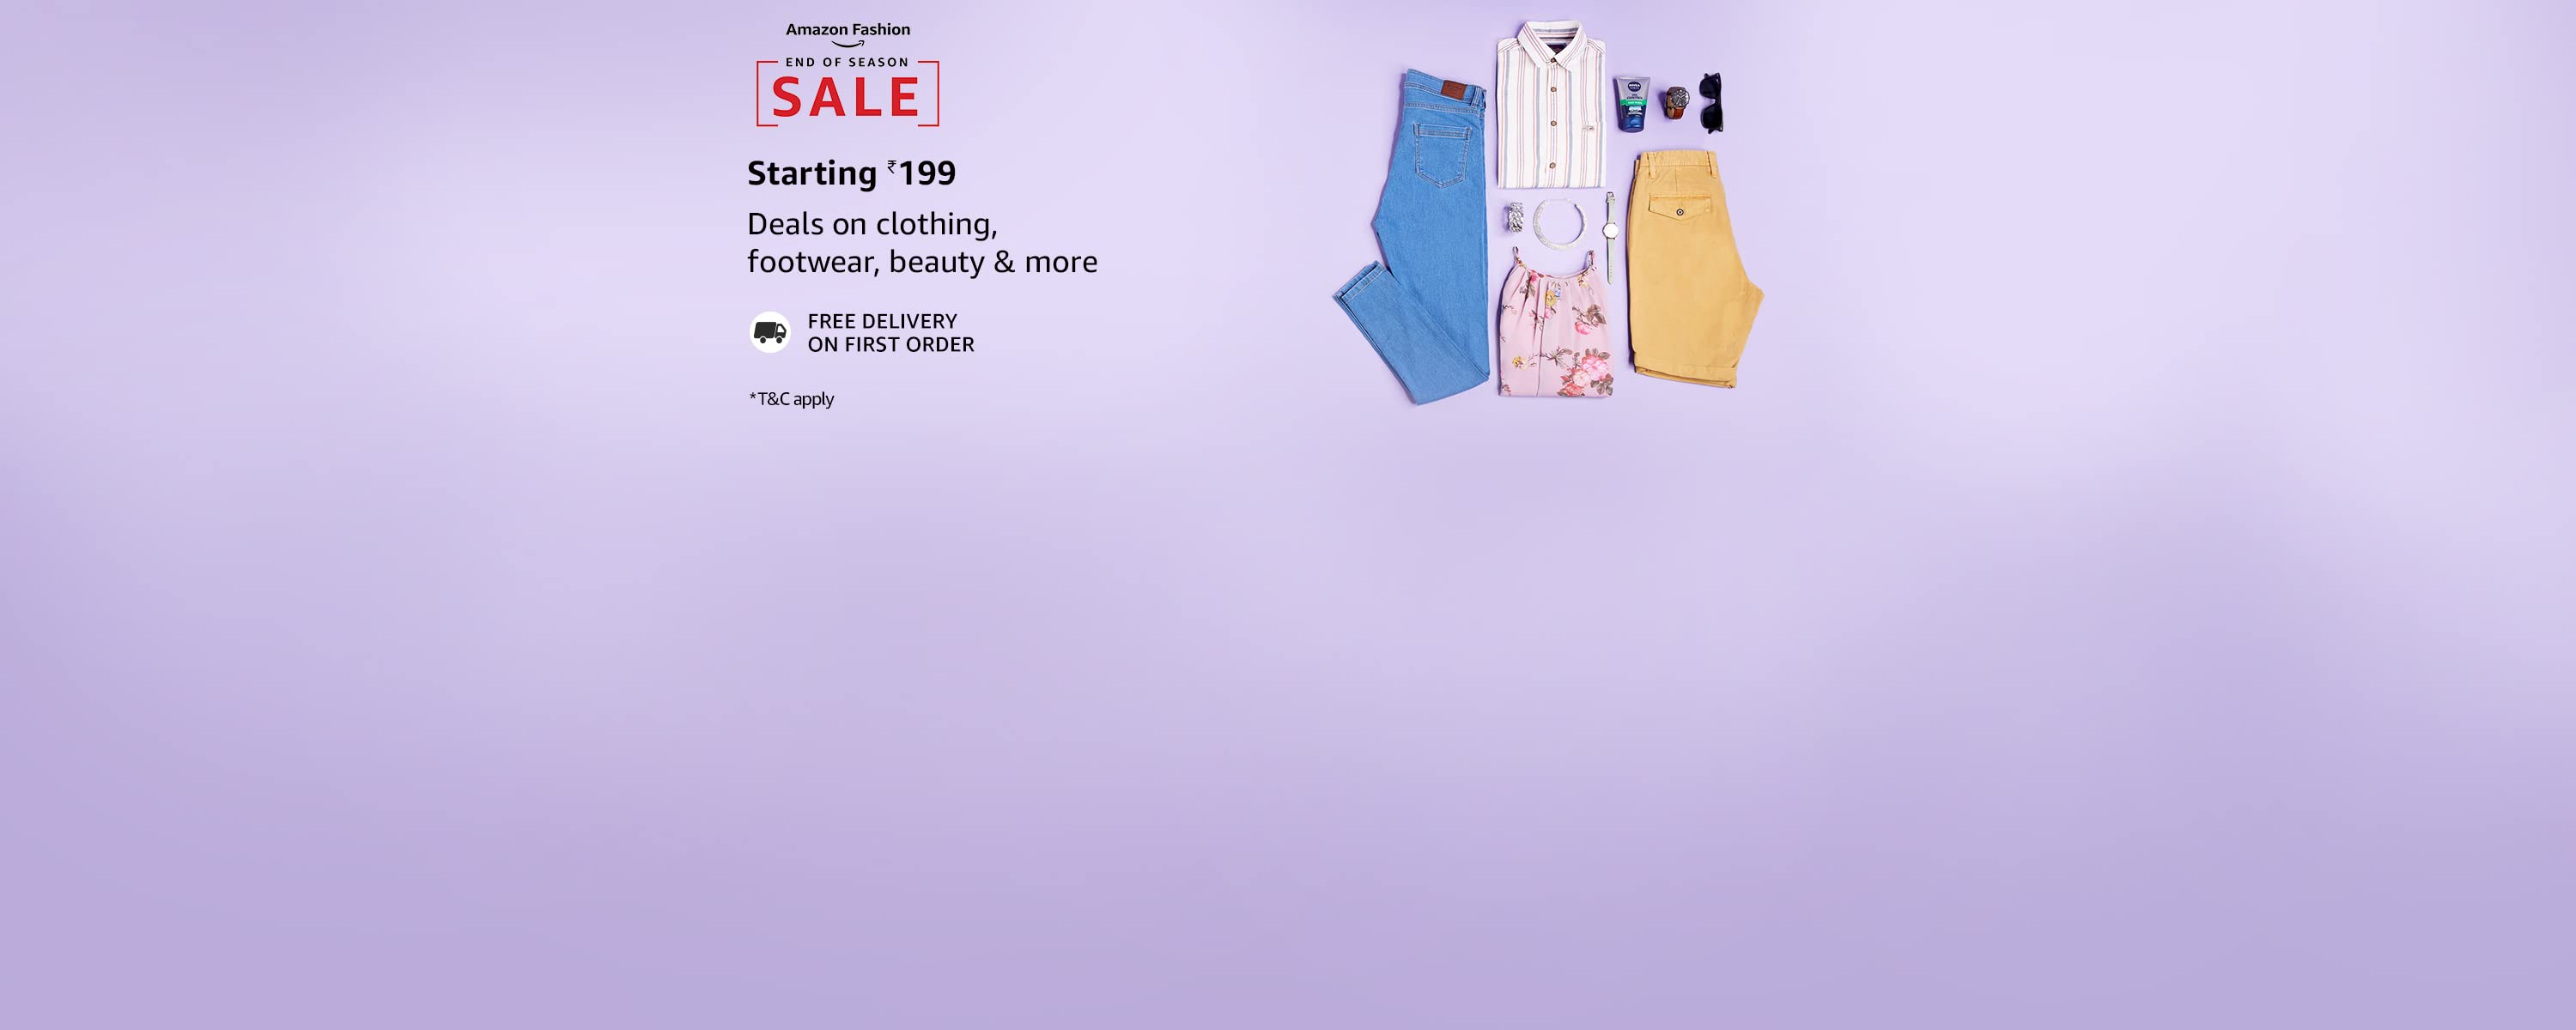 Amazon Fashion
END OF SEASON
SALE
Starting ₹199
Deals on clothing,
footwear, beauty & more
FREE DELIVERY
ON FIRST ORDER
*T&C apply
NIVEA